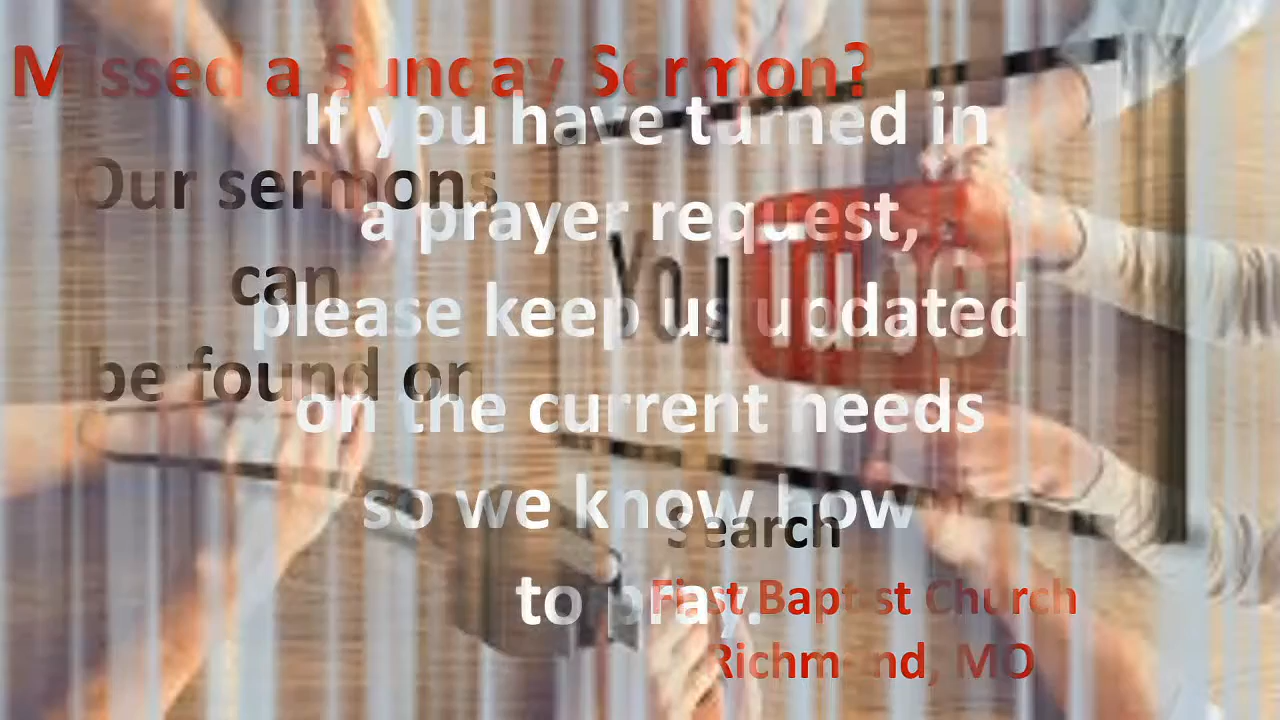 Missed a Sunday Sermon?
Our sermons
can
be found on
YouTube
Search
First Baptist Church
Richmond, MO
If you have turned in
a prayer request,
please keep us updated
on the current needs
so we know how
to pray.